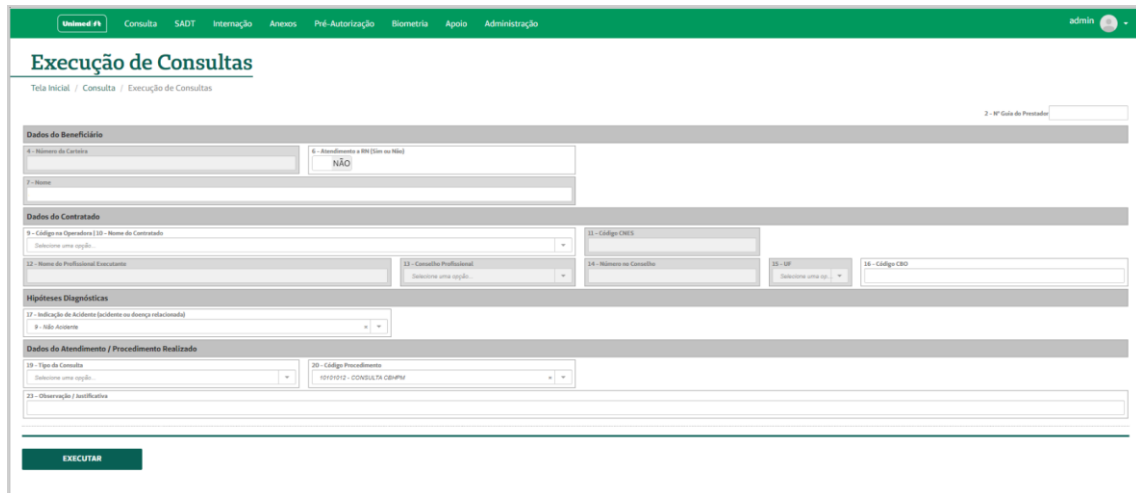 Unimed Consulta SADT Internação Anexos Pré-Autorização Biometria Apoio Administração admin
Execução de Consultas
Tela Inicial / Consulta / Execução de Consultas
2 - Nº Guia do Prestador
Dados do Beneficiário
4 - Número da Carteira 6 - Atendimento a RN (Sim ou Não)
NÃO
7 - Nome
Dados do Contratado
9 - Código na Operadora | 10 - Nome do Contratado 11 - Código CNES
Selecione uma opção...
12 - Nome do Profissional Executante 13 - Conselho Profissional 14 - Número no Conselho 15 - UF 16 - Código CBO
Selecione uma opção... Selecione uma op...
Hipóteses Diagnósticas
17 - Indicação de Acidente (acidente ou doença relacionada)
9 - Não Acidente x
Dados do Atendimento / Procedimento Realizado
19 - Tipo de Consulta 20 - Código Procedimento
Selecione uma opção... 10101012 - CONSULTA CBHPM x
23 - Observação / Justificativa
EXECUTAR